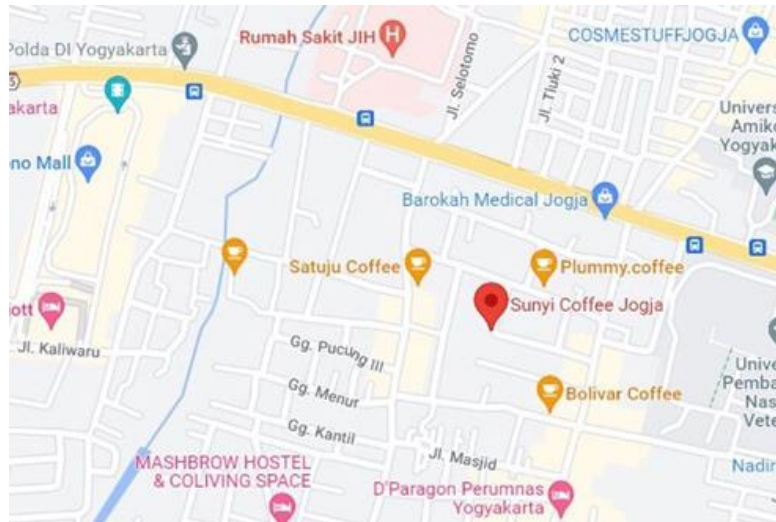 Rumah Sakit JIH
H
COSMESTUFFJOGJA
Polda DI Yogyakarta
Jl. Selotomo
Jl. Tluki 2
akarta
Univers
Amiko
Yogyak
no Mall
Barokah Medical Jogja
Satuju Coffee
Plummy.coffee
Sunyi Coffee Jogja
ott
Jl. Kaliwaru
Gg. Pucung III
Unive
Pemba
Nas
Vete
Gg. Menur
Bolivar Coffee
Gg. Kantil
Jl. Masjid
MASHBROW HOSTEL
& COLIVING SPACE
Nadir
D'Paragon Perumnas
Yogyakarta